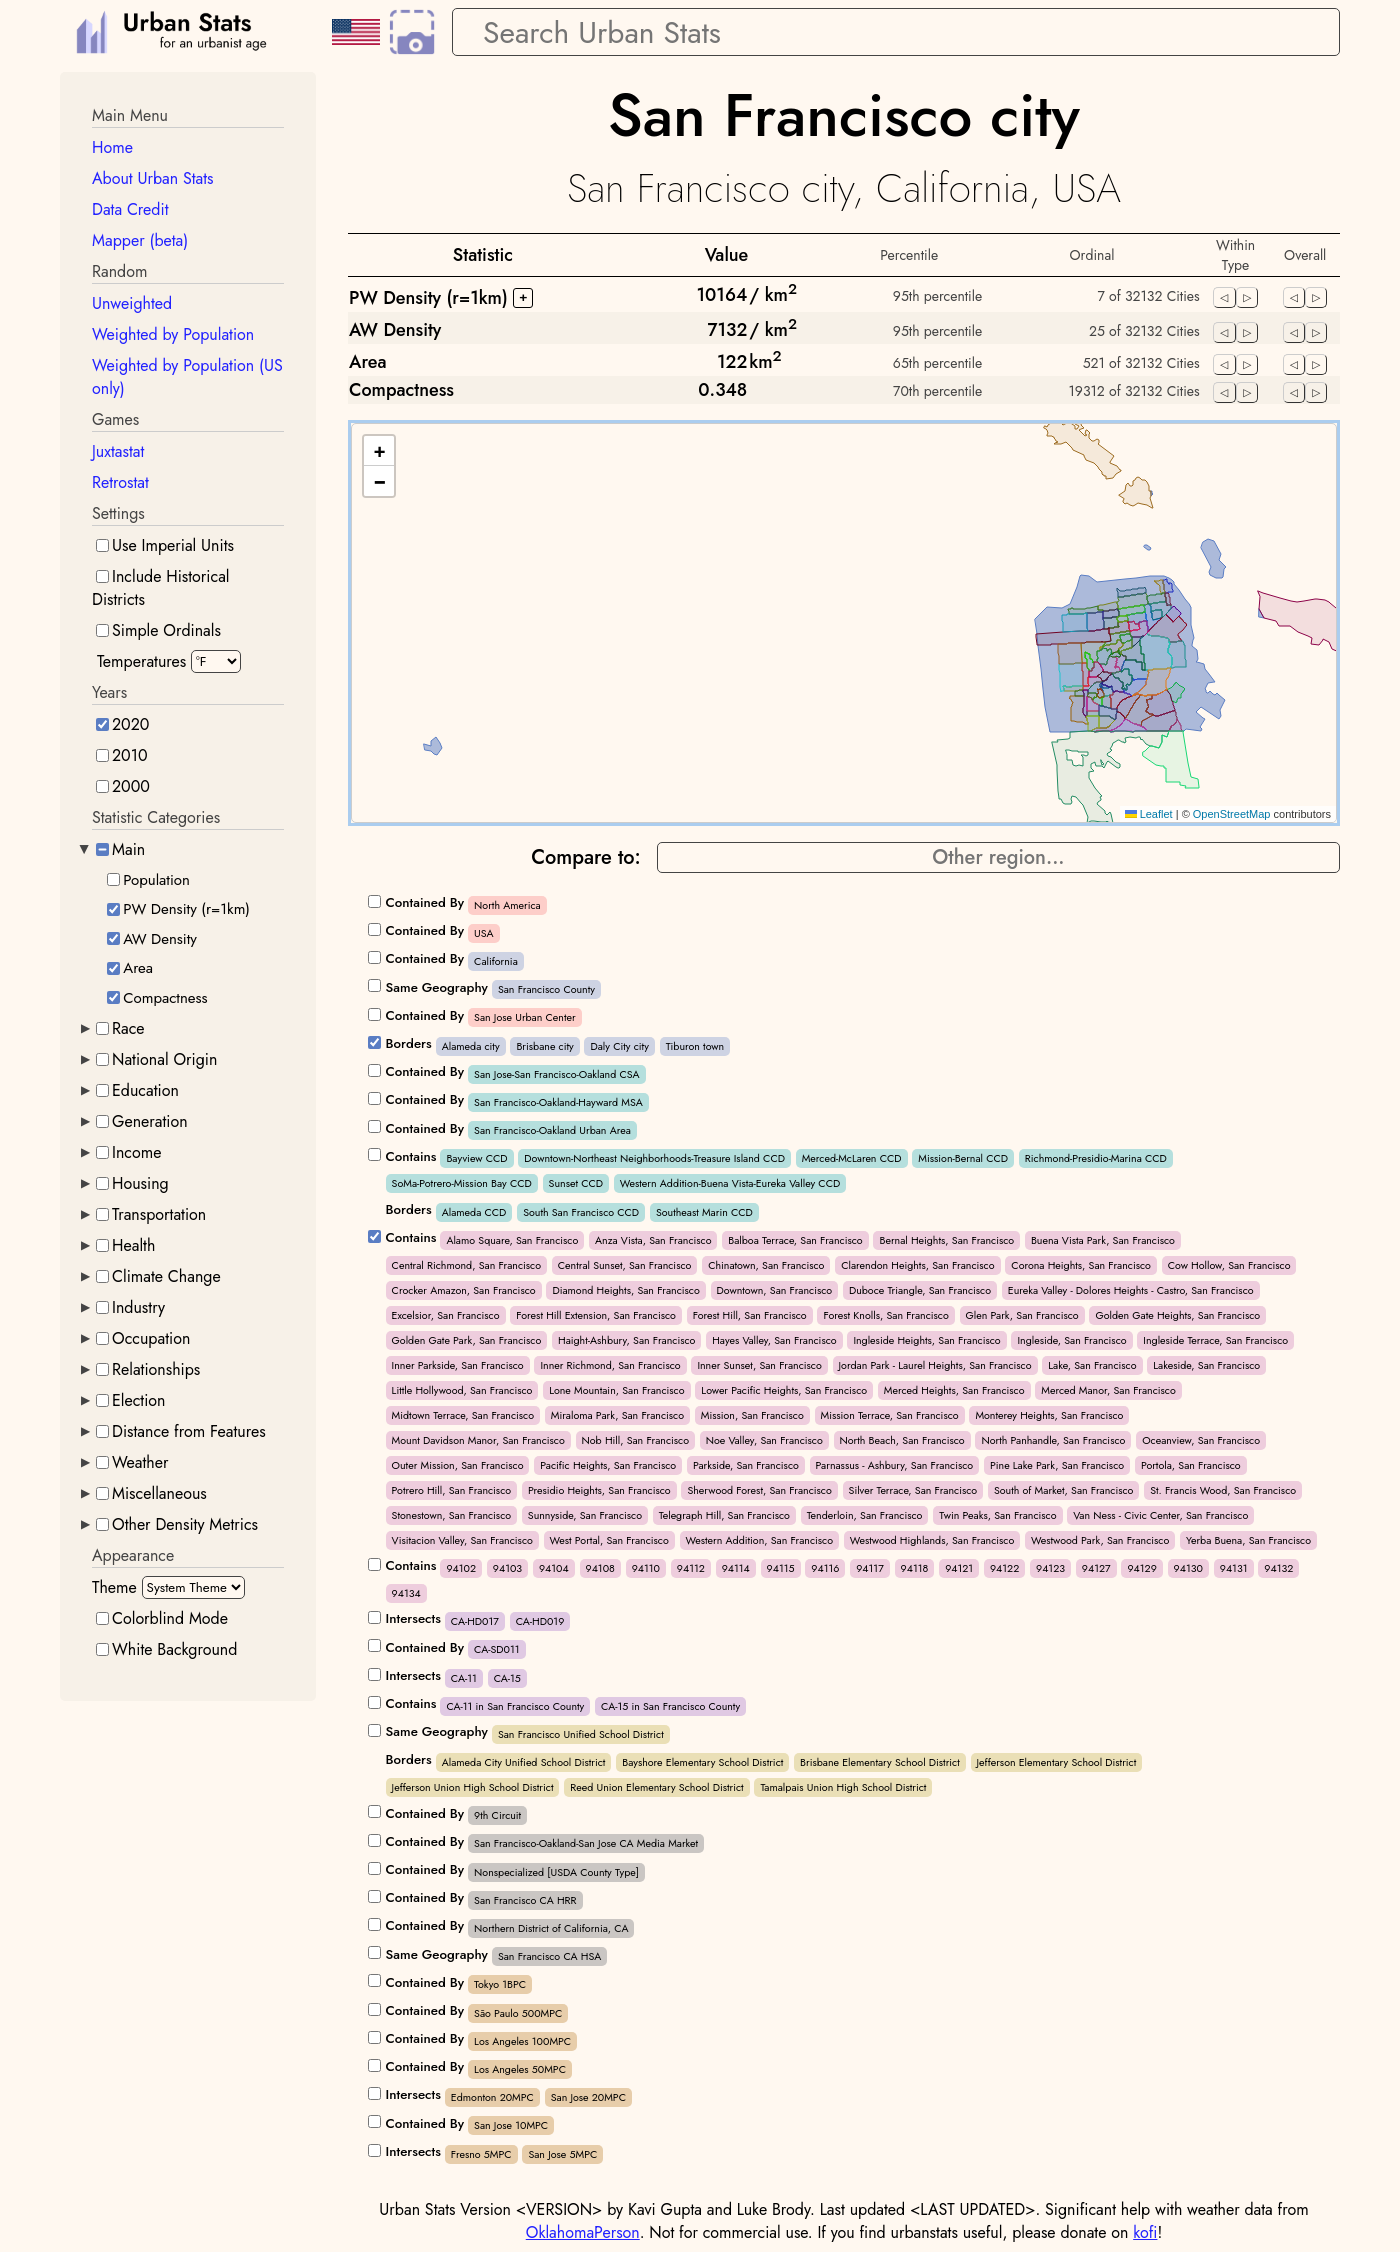 Urban Stats
for an urbanist age
Search Urban Stats
Main Menu
Home
About Urban Stats
Data Credit
Mapper (beta)
Random
Unweighted
Weighted by Population
Weighted by Population (US
only)
Games
Juxtastat
Retrostat
Settings
Use Imperial Units
Include Historical
Districts
Simple Ordinals
Temperatures °F
Years
2020
2010
2000
Statistic Categories
Main
Population
PW Density (r=1km)
AW Density
Area
Compactness
Race
National Origin
Education
Generation
Income
Housing
Transportation
Health
Climate Change
Industry
Occupation
Relationships
Election
Distance from Features
Weather
Miscellaneous
Other Density Metrics
Appearance
Theme System Theme
Colorblind Mode
White Background
San Francisco city
San Francisco city, California, USA
Statistic Value Percentile Ordinal Within Type Overall
PW Density (r=1km) + 10164 / km2 95th percentile 7 of 32132 Cities
AW Density 7132 / km2 95th percentile 25 of 32132 Cities
Area 122 km2 65th percentile 521 of 32132 Cities
Compactness 0.348 70th percentile 19312 of 32132 Cities
+
−
Leaflet | © OpenStreetMap contributors
Compare to: Other region...
Contained By North America
Contained By USA
Contained By California
Same Geography San Francisco County
Contained By San Jose Urban Center
Borders Alameda city Brisbane city Daly City city Tiburon town
Contained By San Jose-San Francisco-Oakland CSA
Contained By San Francisco-Oakland-Hayward MSA
Contained By San Francisco-Oakland Urban Area
Contains Bayview CCD Downtown-Northeast Neighborhoods-Treasure Island CCD Merced-McLaren CCD Mission-Bernal CCD Richmond-Presidio-Marina CCD
SoMa-Potrero-Mission Bay CCD Sunset CCD Western Addition-Buena Vista-Eureka Valley CCD
Borders Alameda CCD South San Francisco CCD Southeast Marin CCD
Contains Alamo Square, San Francisco Anza Vista, San Francisco Balboa Terrace, San Francisco Bernal Heights, San Francisco Buena Vista Park, San Francisco
Central Richmond, San Francisco Central Sunset, San Francisco Chinatown, San Francisco Clarendon Heights, San Francisco Corona Heights, San Francisco Cow Hollow, San Francisco
Crocker Amazon, San Francisco Diamond Heights, San Francisco Downtown, San Francisco Duboce Triangle, San Francisco Eureka Valley - Dolores Heights - Castro, San Francisco
Excelsior, San Francisco Forest Hill Extension, San Francisco Forest Hill, San Francisco Forest Knolls, San Francisco Glen Park, San Francisco Golden Gate Heights, San Francisco
Golden Gate Park, San Francisco Haight-Ashbury, San Francisco Hayes Valley, San Francisco Ingleside Heights, San Francisco Ingleside, San Francisco Ingleside Terrace, San Francisco
Inner Parkside, San Francisco Inner Richmond, San Francisco Inner Sunset, San Francisco Jordan Park - Laurel Heights, San Francisco Lake, San Francisco Lakeside, San Francisco
Little Hollywood, San Francisco Lone Mountain, San Francisco Lower Pacific Heights, San Francisco Merced Heights, San Francisco Merced Manor, San Francisco
Midtown Terrace, San Francisco Miraloma Park, San Francisco Mission, San Francisco Mission Terrace, San Francisco Monterey Heights, San Francisco
Mount Davidson Manor, San Francisco Nob Hill, San Francisco Noe Valley, San Francisco North Beach, San Francisco North Panhandle, San Francisco Oceanview, San Francisco
Outer Mission, San Francisco Pacific Heights, San Francisco Parkside, San Francisco Parnassus - Ashbury, San Francisco Pine Lake Park, San Francisco Portola, San Francisco
Potrero Hill, San Francisco Presidio Heights, San Francisco Sherwood Forest, San Francisco Silver Terrace, San Francisco South of Market, San Francisco St. Francis Wood, San Francisco
Stonestown, San Francisco Sunnyside, San Francisco Telegraph Hill, San Francisco Tenderloin, San Francisco Twin Peaks, San Francisco Van Ness - Civic Center, San Francisco
Visitacion Valley, San Francisco West Portal, San Francisco Western Addition, San Francisco Westwood Highlands, San Francisco Westwood Park, San Francisco Yerba Buena, San Francisco
Contains 94102 94103 94104 94108 94110 94112 94114 94115 94116 94117 94118 94121 94122 94123 94127 94129 94130 94131 94132
94134
Intersects CA-HD017 CA-HD019
Contained By CA-SD011
Intersects CA-11 CA-15
Contains CA-11 in San Francisco County CA-15 in San Francisco County
Same Geography San Francisco Unified School District
Borders Alameda City Unified School District Bayshore Elementary School District Brisbane Elementary School District Jefferson Elementary School District
Jefferson Union High School District Reed Union Elementary School District Tamalpais Union High School District
Contained By 9th Circuit
Contained By San Francisco-Oakland-San Jose CA Media Market
Contained By Nonspecialized [USDA County Type]
Contained By San Francisco CA HRR
Contained By Northern District of California, CA
Same Geography San Francisco CA HSA
Contained By Tokyo 1BPC
Contained By São Paulo 500MPC
Contained By Los Angeles 100MPC
Contained By Los Angeles 50MPC
Intersects Edmonton 20MPC San Jose 20MPC
Contained By San Jose 10MPC
Intersects Fresno 5MPC San Jose 5MPC
Urban Stats Version <VERSION> by Kavi Gupta and Luke Brody. Last updated <LAST UPDATED>. Significant help with weather data from
OklahomaPerson. Not for commercial use. If you find urbanstats useful, please donate on kofi!